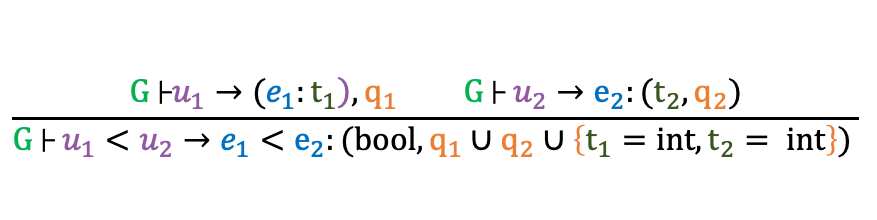 G ⊢ u₁ → (e₁: t₁), q₁ G ⊢ u₂ → e₂: (t₂, q₂)
G ⊢ u₁ < u₂ → e₁ < e₂: (bool, q₁ ∪ q₂ ∪ {t₁ = int, t₂ = int})